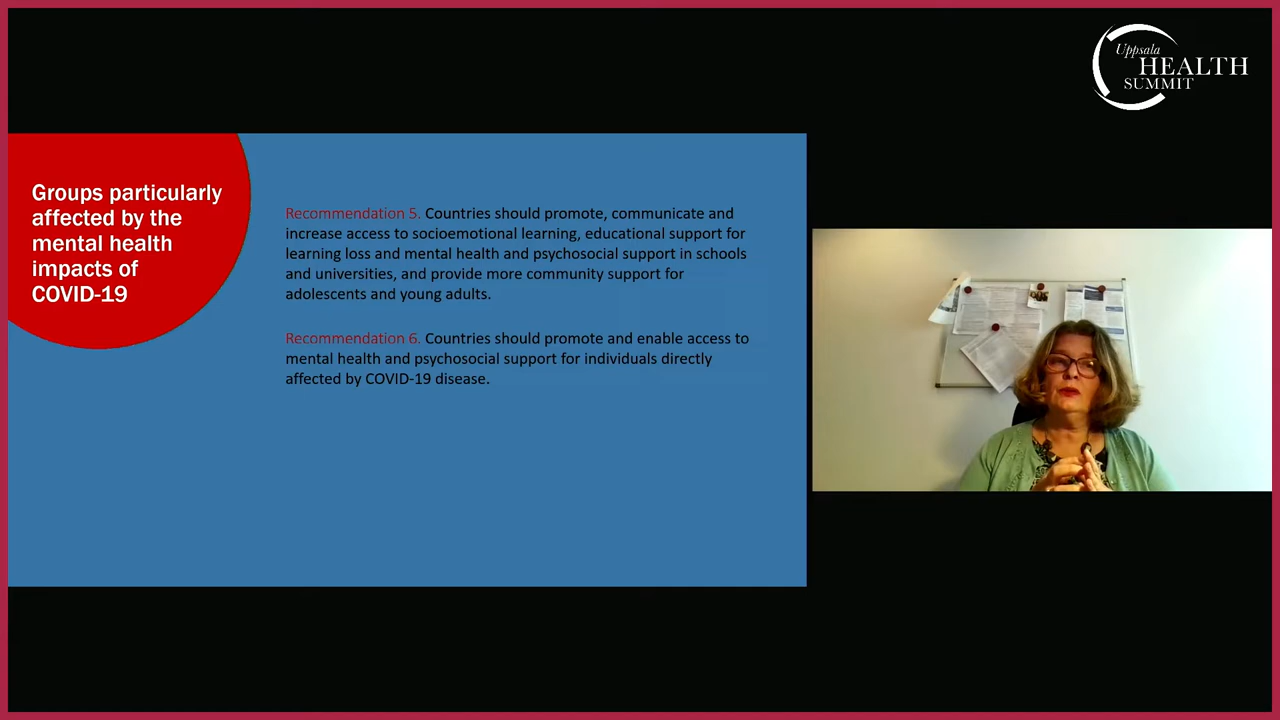 Uppsala
HEALTH
SUMMIT
Groups particularly
affected by the
mental health
impacts of
COVID-19
Recommendation 5. Countries should promote, communicate and
increase access to socioemotional learning, educational support for
learning loss and mental health and psychosocial support in schools
and universities, and provide more community support for
adolescents and young adults.
Recommendation 6. Countries should promote and enable access to
mental health and psychosocial support for individuals directly
affected by COVID-19 disease.